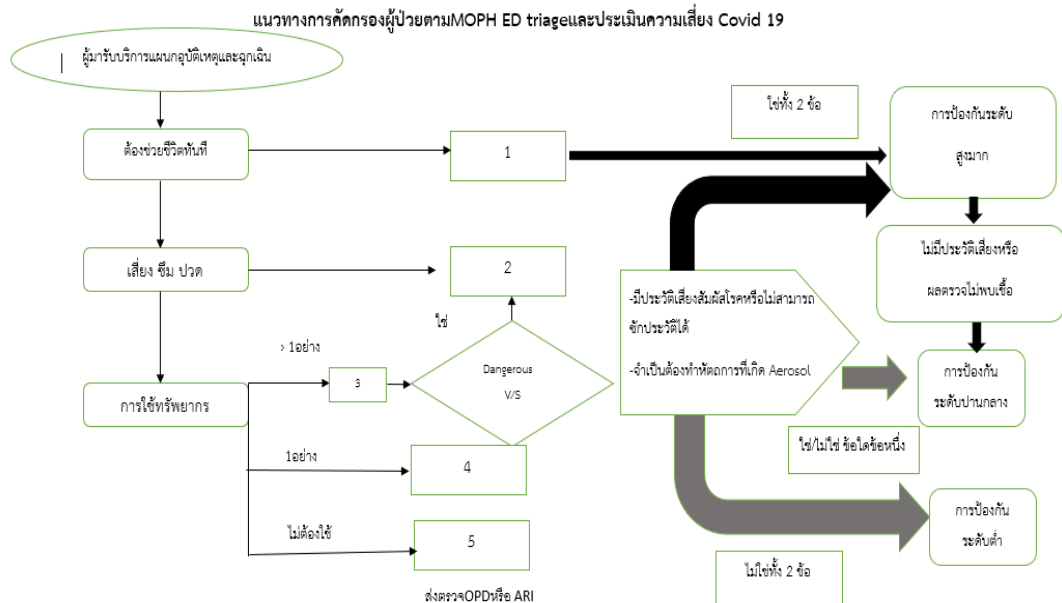 แนวทางการคัดกรองผู้ป่วยตามMOPH ED triageและประเมินความเสี่ยง Covid 19
ผู้มารับบริการแผนกอุบัติเหตุและฉุกเฉิน
ต้องช่วยชีวิตทันที
1
ใช่ทั้ง 2 ข้อ
การป้องกันระดับ
สูงมาก
เสี่ยง ซึม ปวด
2
ใช่
ไม่มีประวัติเสี่ยงหรือ
ผลตรวจไม่พบเชื้อ
-มีประวัติเสี่ยงสัมผัสโรคหรือไม่สามารถ
ซักประวัติได้
-จำเป็นต้องทำหัตถการที่เกิด Aerosol
การใช้ทรัพยากร
> 1อย่าง
3
Dangerous
V/S
การป้องกัน
ระดับปานกลาง
ใช่/ไม่ใช่ ข้อใดข้อหนึ่ง
1อย่าง
4
ไม่ต้องใช้
5
การป้องกัน
ระดับต่ำ
ไม่ใช่ทั้ง 2 ข้อ
ส่งตรวจOPDหรือ ARI